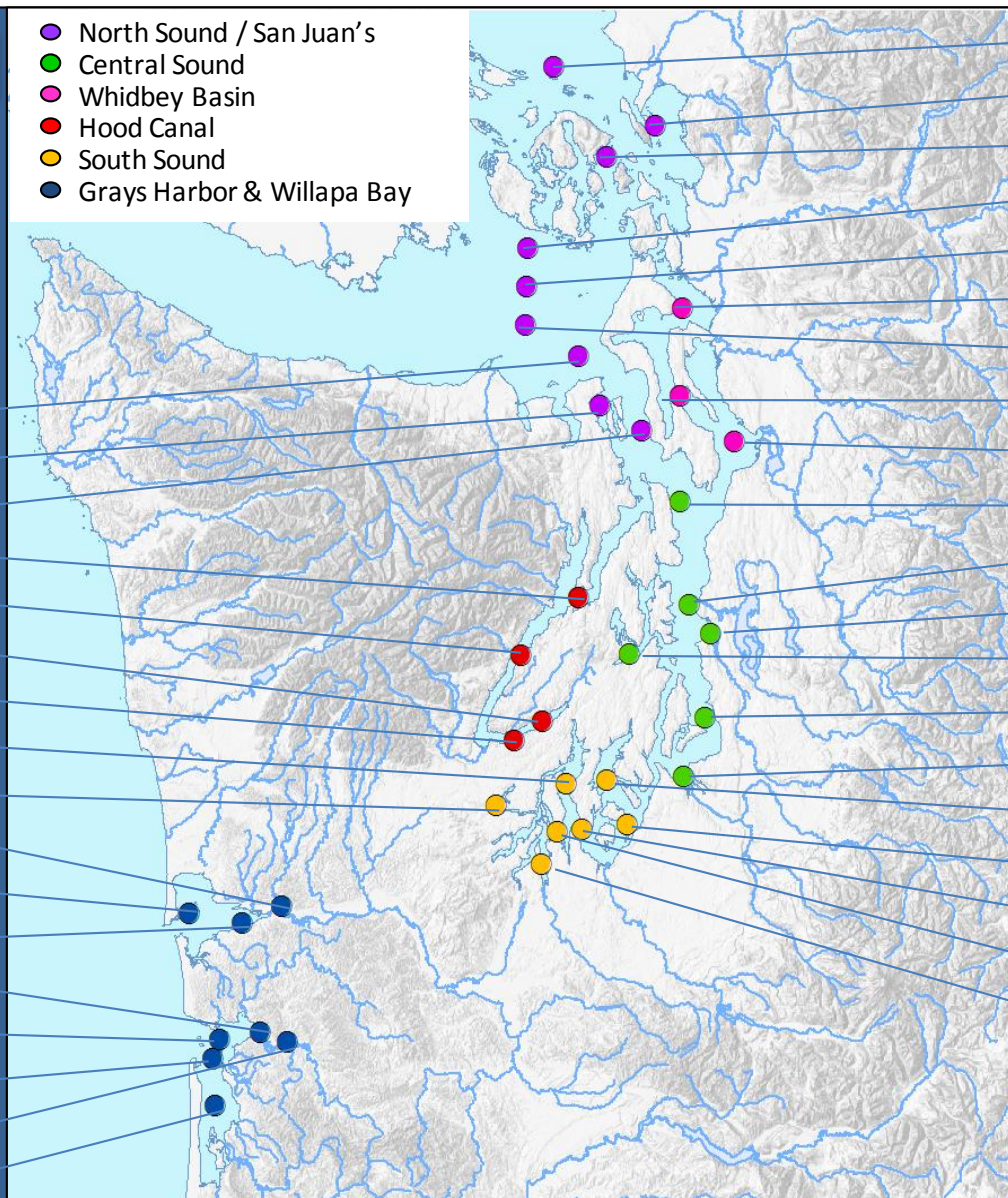 North Sound / San Juan’s
Central Sound
Whidbey Basin
Hood Canal
South Sound
Grays Harbor & Willapa Bay